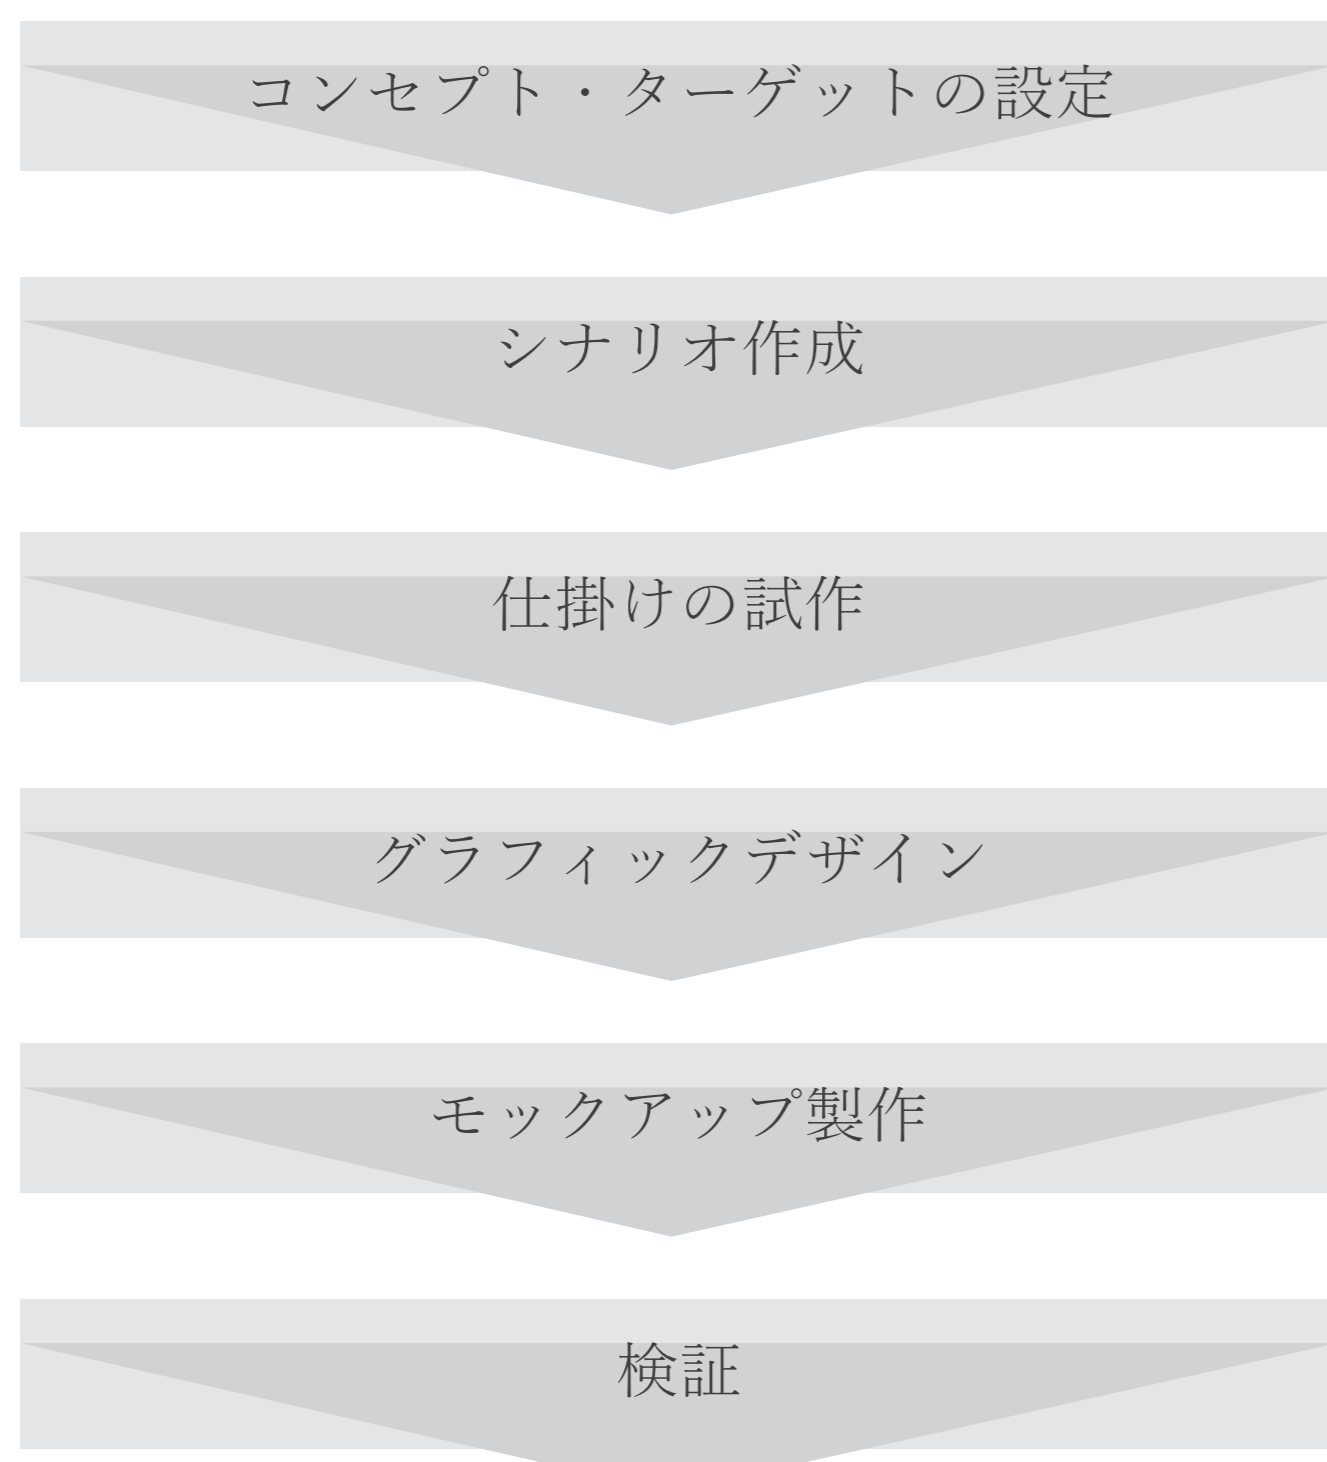 コンセプト・ターゲットの設定
シナリオ作成
仕掛けの試作
グラフィックデザイン
モックアップ製作
検証